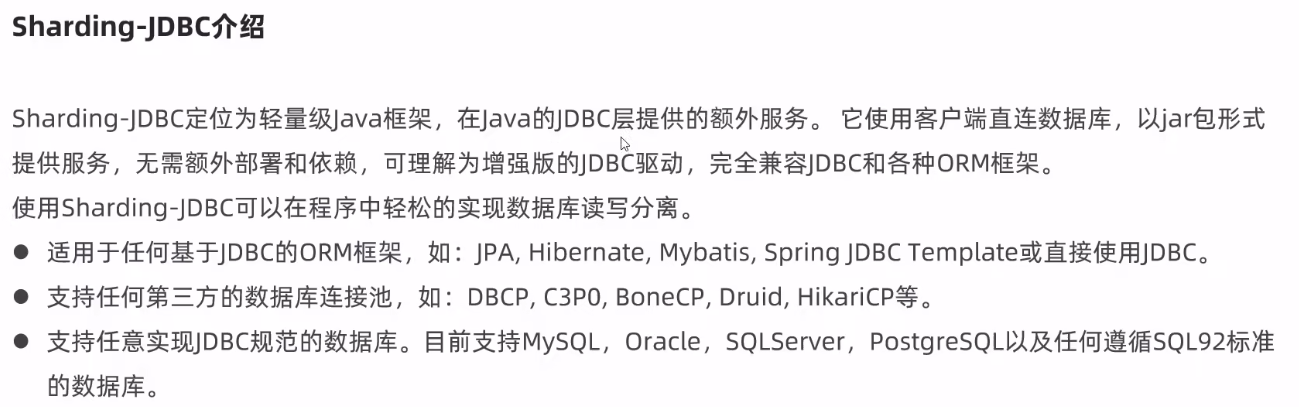 Sharding-JDBC介绍
Sharding-JDBC定位为轻量级Java框架，在Java的JDBC层提供的额外服务。 它使用客户端直连数据库，以jar包形式
提供服务，无需额外部署和依赖，可理解为增强版的JDBC驱动，完全兼容JDBC和各种ORM框架。
使用Sharding-JDBC可以在程序中轻松的实现数据库读写分离。
● 适用于任何基于JDBC的ORM框架，如：JPA, Hibernate, Mybatis, Spring JDBC Template或直接使用JDBC。
● 支持任何第三方的数据库连接池，如：DBCP, C3P0, BoneCP, Druid, HikariCP等。
● 支持任意实现JDBC规范的数据库。目前支持MySQL，Oracle，SQLServer，PostgreSQL以及任何遵循SQL92标准
的数据库。